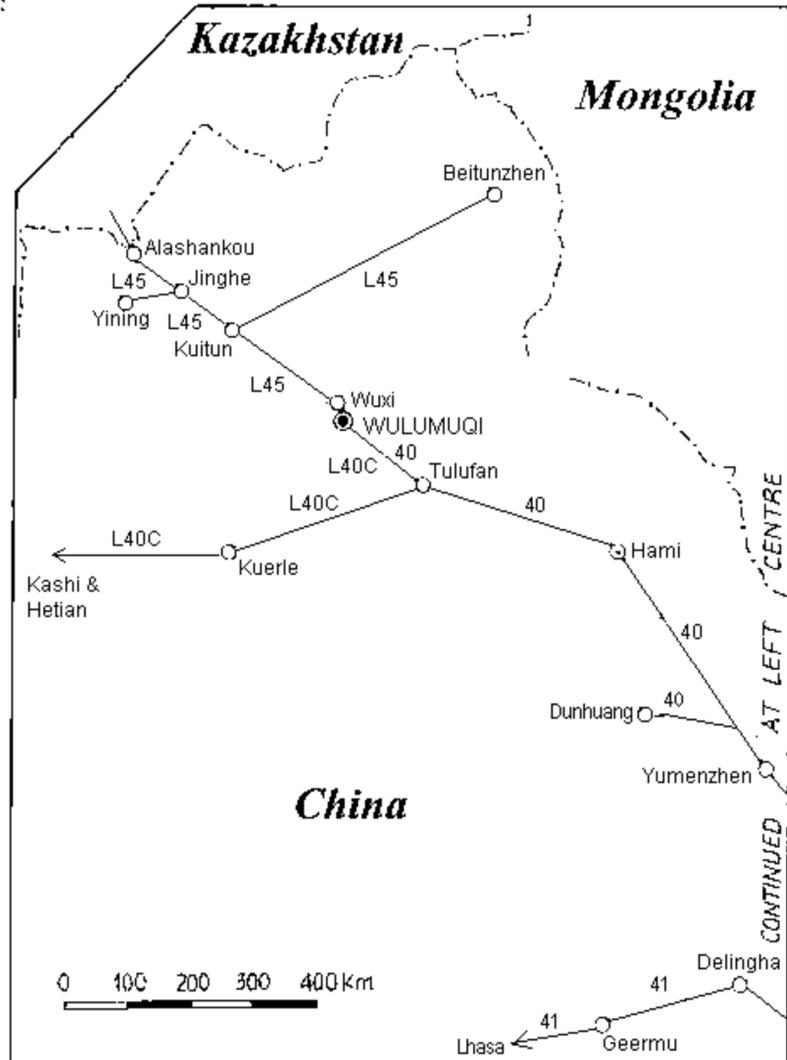 Kazakhstan
1
Mongolia
Beitunzhen
Alashankou
L45
Jinghe
L45
Yining
L45
Kuitun
L45
Wuxi
WULUMUQI
40
L40C
Tulufan
L40C
40
L40C
Hami
Kuerle
Kashi &
Hetian
40
40
Dunhuang
Yumenzhen
CONTINUED AT LEFT CENTRE
China
0 100 200 300 400 Km
Delingha
41
41
Geermu
Lhasa